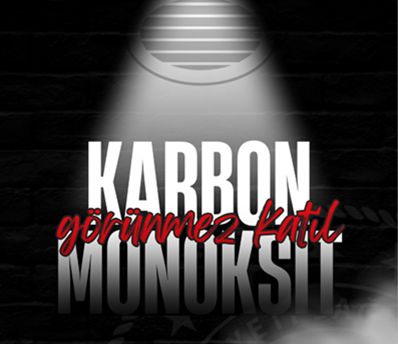 KARBON
görünmez Katil
MONOKSİT